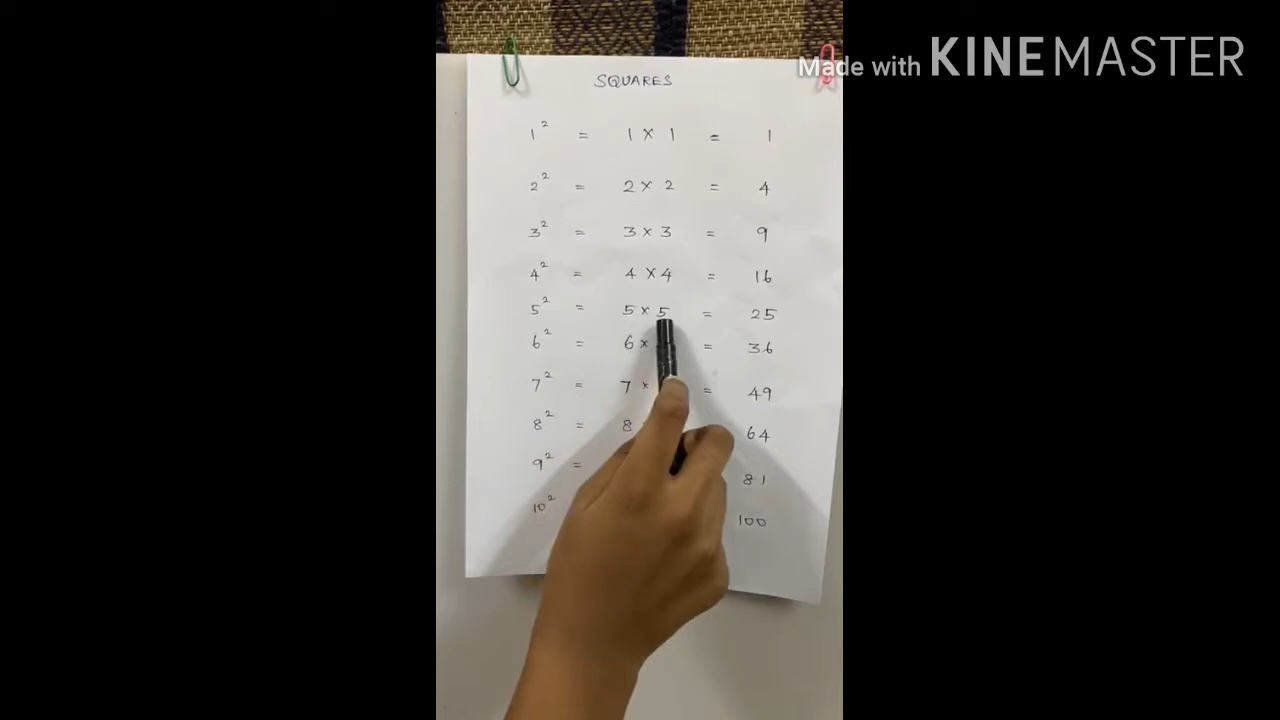 Made with KINEMASTER
SQUARES
1² = 1 × 1 = 1
2² = 2 × 2 = 4
3² = 3 × 3 = 9
4² = 4 × 4 = 16
5² = 5 × 5 = 25
6² = 6 × = 36
7² = 7 × = 49
8² = 8 64
9² = 81
10² 100